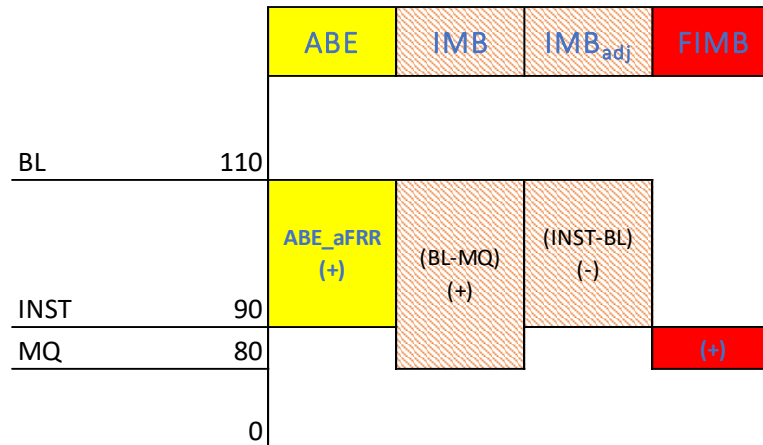 ABE IMB IMBadj FIMB
BL 110
ABE_aFRR
(+)
(BL-MQ)
(+)
(INST-BL)
(-)
INST 90
MQ 80
(+)
0